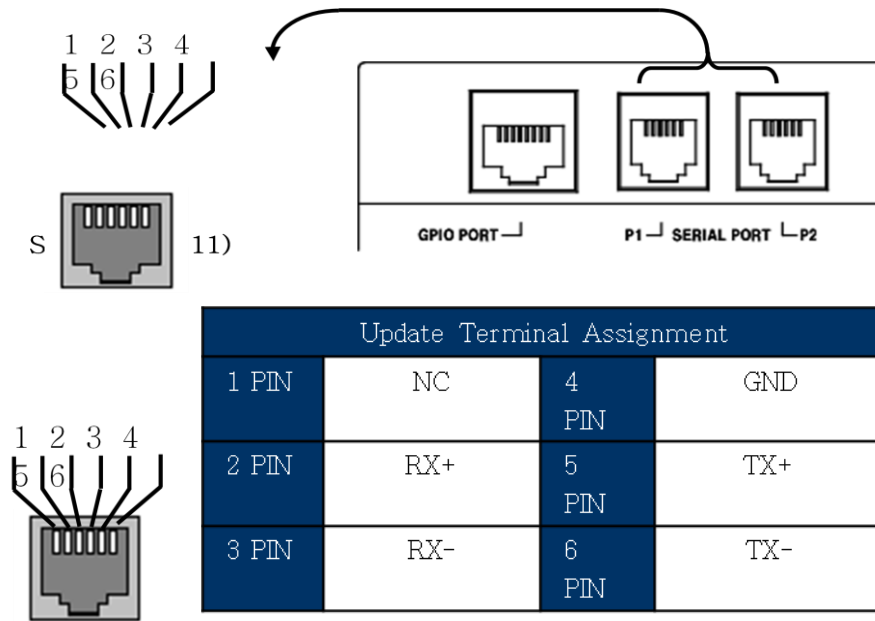 1 2 3 4
5 6
S 11)
GPIO PORT
P1 SERIAL PORT P2
Update Terminal Assignment
1 PIN NC 4 PIN GND
2 PIN RX+ 5 PIN TX+
3 PIN RX- 6 PIN TX-
1 2 3 4
5 6